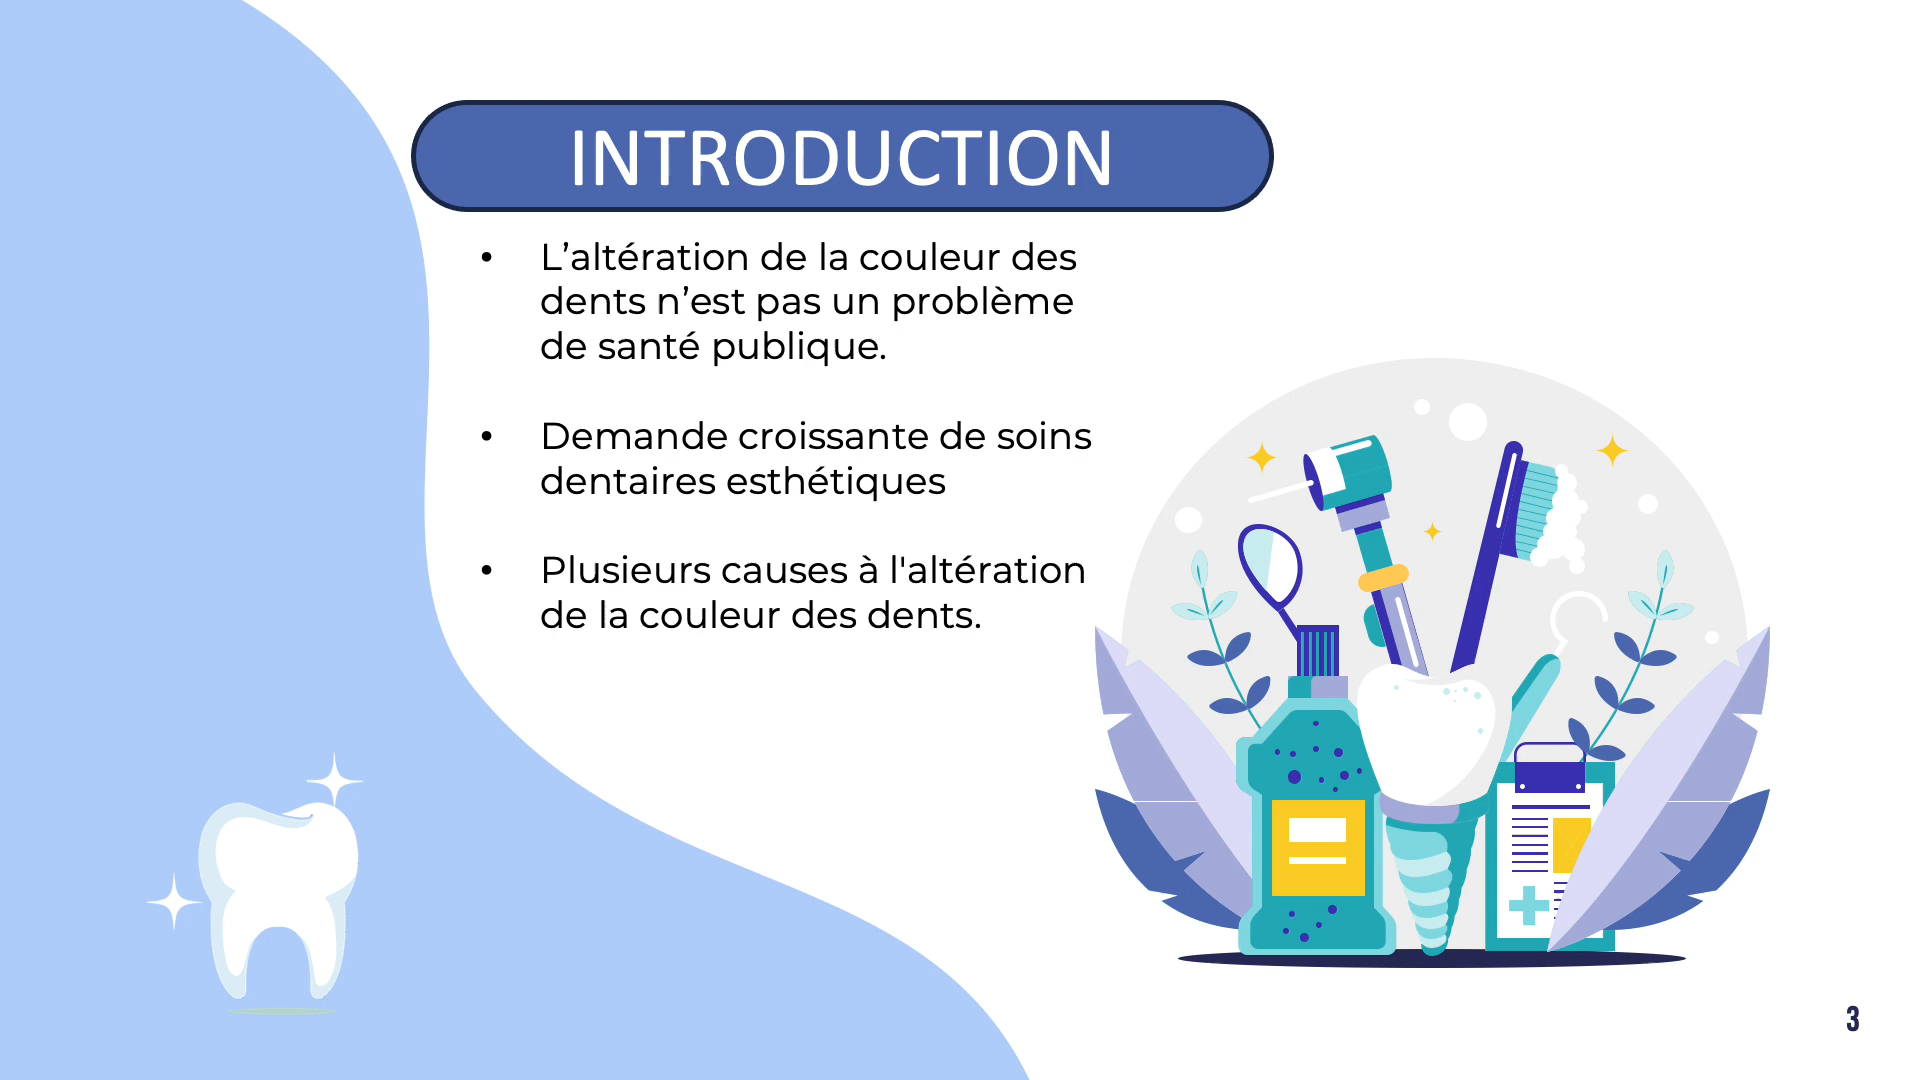 INTRODUCTION
• L’altération de la couleur des
dents n’est pas un problème
de santé publique.
• Demande croissante de soins
dentaires esthétiques
• Plusieurs causes à l'altération
de la couleur des dents.
3